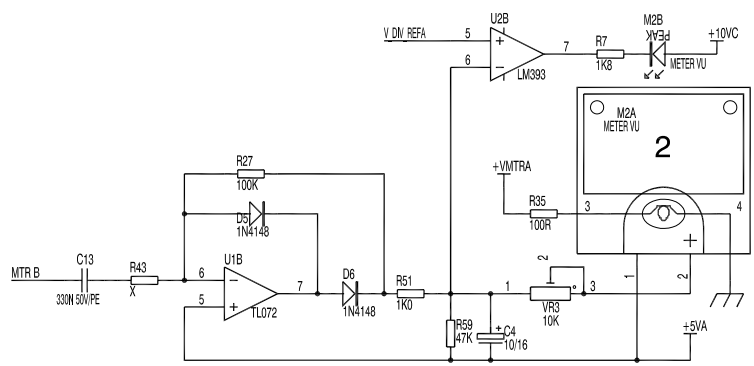 U2B
M2B
PEAK
+10VC
V_DIV_REFA
5
+
7
R7
1K8
6
−
LM393
METER VU
M2A
METER VU
2
+VMTRA
R27
100K
R35
100R
3
4
D5
1N4148
+
MTR B
C13
330N 50V/PE
R43
X
U1B
6
−
5
+
7
TL072
D6
1N4148
R51
1K0
2
1
3
VR3
10K
1
2
R59
47K
+
C4
10/16
+5VA